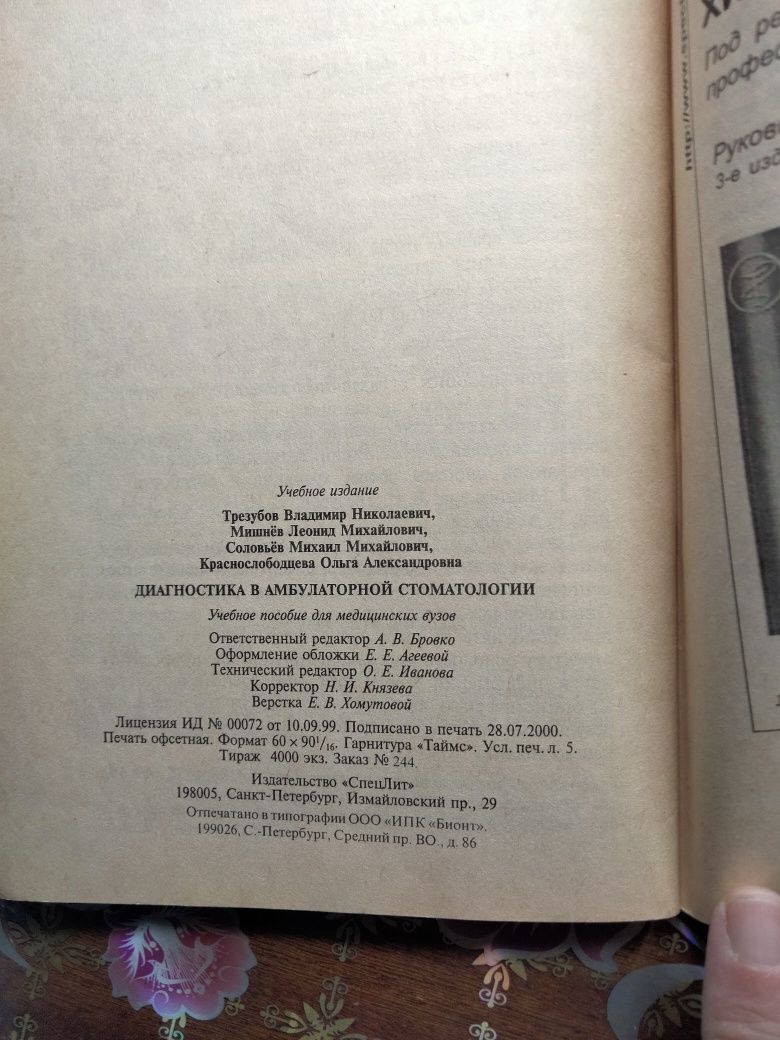 Учебное издание
Трезубов Владимир Николаевич,
Мишнёв Леонид Михайлович,
Соловьёв Михаил Михайлович,
Краснослободцева Ольга Александровна
ДИАГНОСТИКА В АМБУЛАТОРНОЙ СТОМАТОЛОГИИ
Учебное пособие для медицинских вузов
Ответственный редактор А. В. Бровко
Оформление обложки Е. Е. Агеевой
Технический редактор О. Е. Иванова
Корректор Н. И. Князева
Верстка Е. В. Хомутовой
Лицензия ИД № 00072 от 10.09.99. Подписано в печать 28.07.2000.
Печать офсетная. Формат 60 × 90¹/₁₆. Гарнитура «Таймс». Усл. печ. л. 5.
Тираж 4000 экз. Заказ № 244.
Издательство «СпецЛит»
198005, Санкт-Петербург, Измайловский пр., 29
Отпечатано в типографии ООО «ИПК «Бионт».
199026, С.-Петербург, Средний пр. ВО., д. 86
http://www.spec
Под ре
профес
Руково
3-е изд